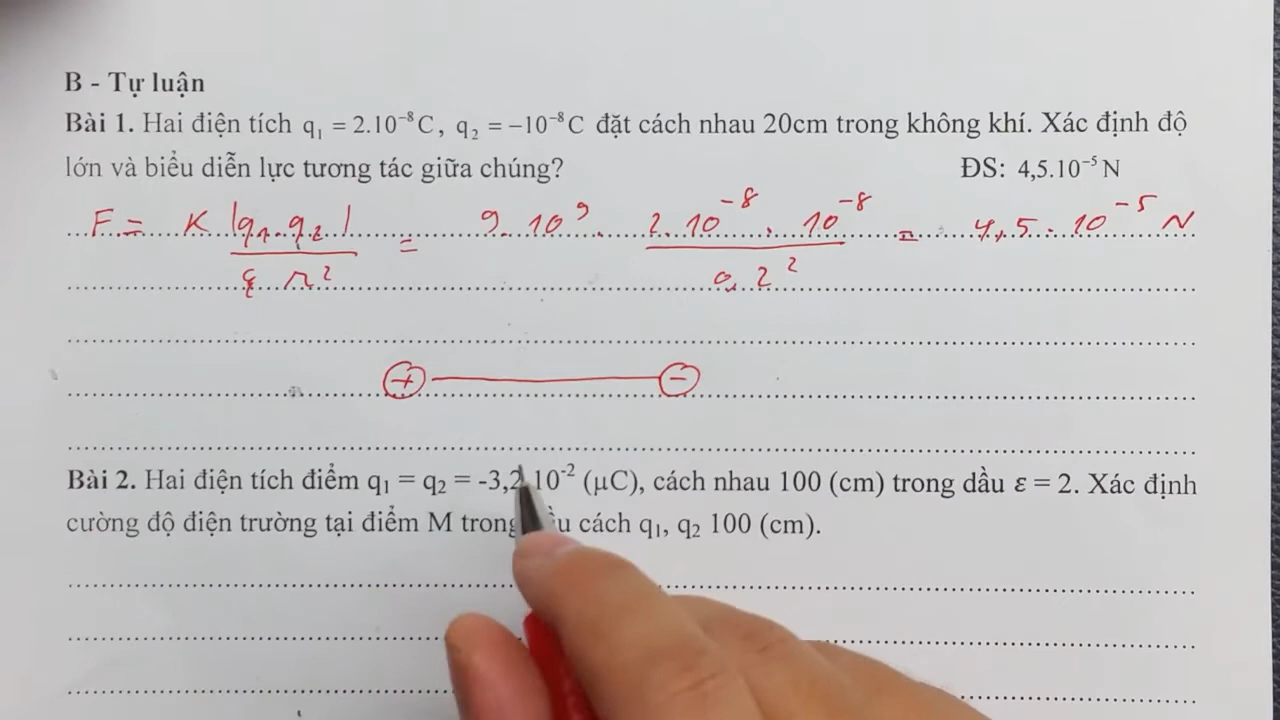 B - Tự luận
Bài 1. Hai điện tích q₁ = 2.10⁻⁸C, q₂ = −10⁻⁸C đặt cách nhau 20cm trong không khí. Xác định độ
lớn và biểu diễn lực tương tác giữa chúng? ĐS: 4,5.10⁻⁵ N
F = K |q₁.q₂| / ε r² = 9.10⁹. 2.10⁻⁸ . 10⁻⁸ / 0,2² = 4,5.10⁻⁵ N
+ −
Bài 2. Hai điện tích điểm q₁ = q₂ = -3,2 10⁻² (μC), cách nhau 100 (cm) trong dầu ε = 2. Xác định
cường độ điện trường tại điểm M trong cách q₁, q₂ 100 (cm).